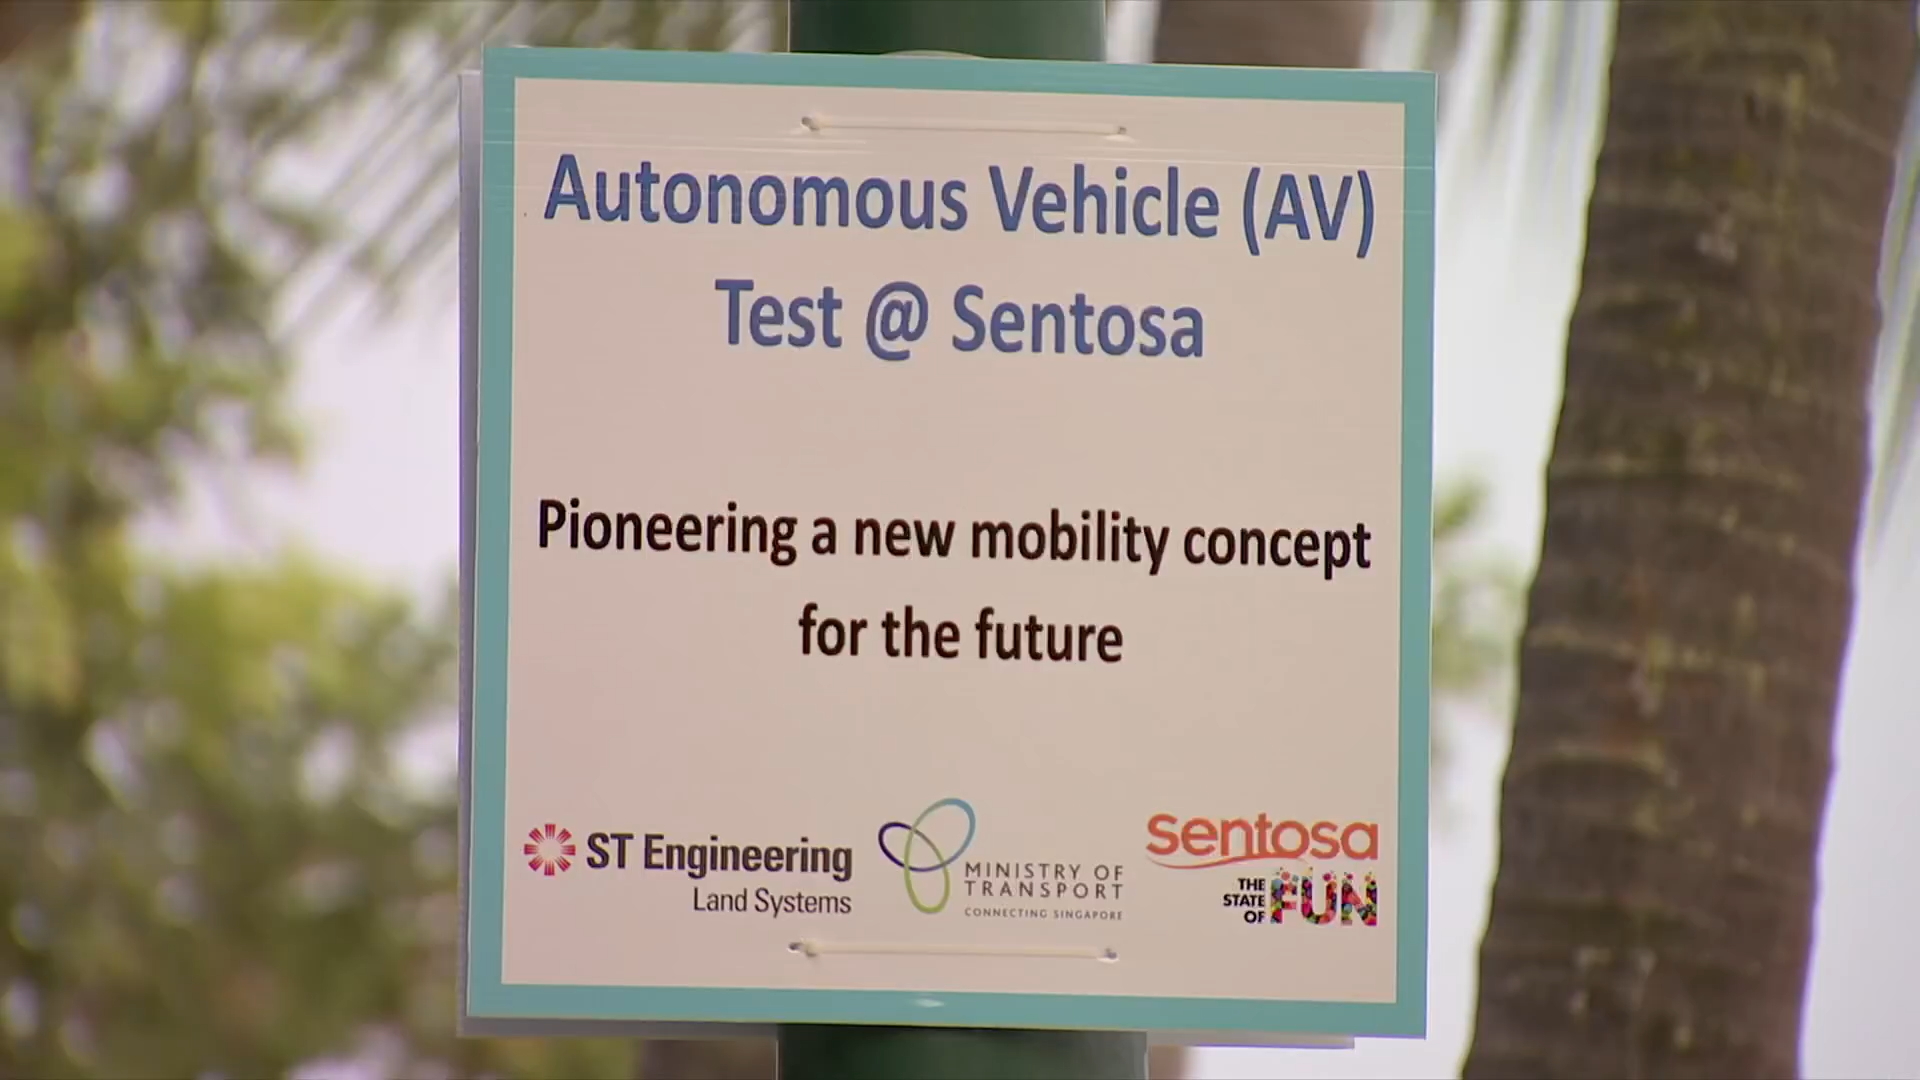 Autonomous Vehicle (AV)
Test @ Sentosa
Pioneering a new mobility concept
for the future
ST Engineering
Land Systems
MINISTRY OF
TRANSPORT
CONNECTING SINGAPORE
sentosa
THE
STATE
OF
FUN